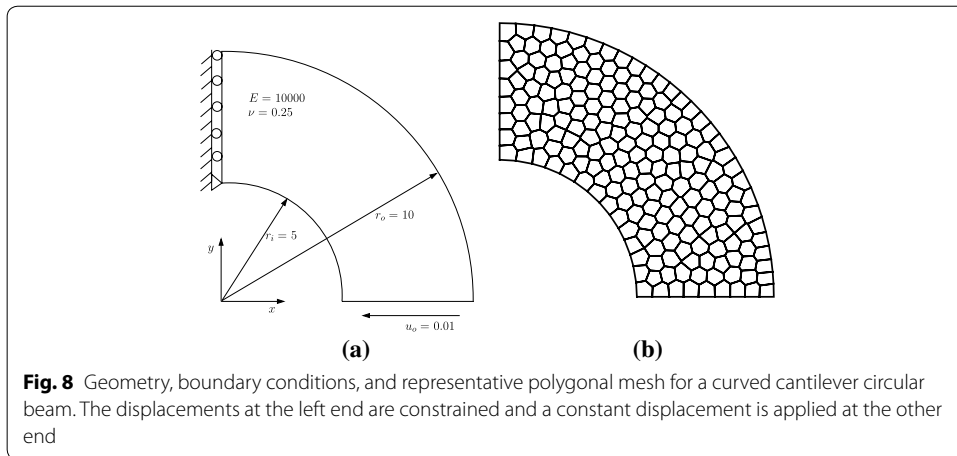 E = 10000
ν = 0.25
r_o = 10
r_i = 5
y
x
u_o = 0.01
(a)
(b)
Fig. 8 Geometry, boundary conditions, and representative polygonal mesh for a curved cantilever circular
beam. The displacements at the left end are constrained and a constant displacement is applied at the other
end